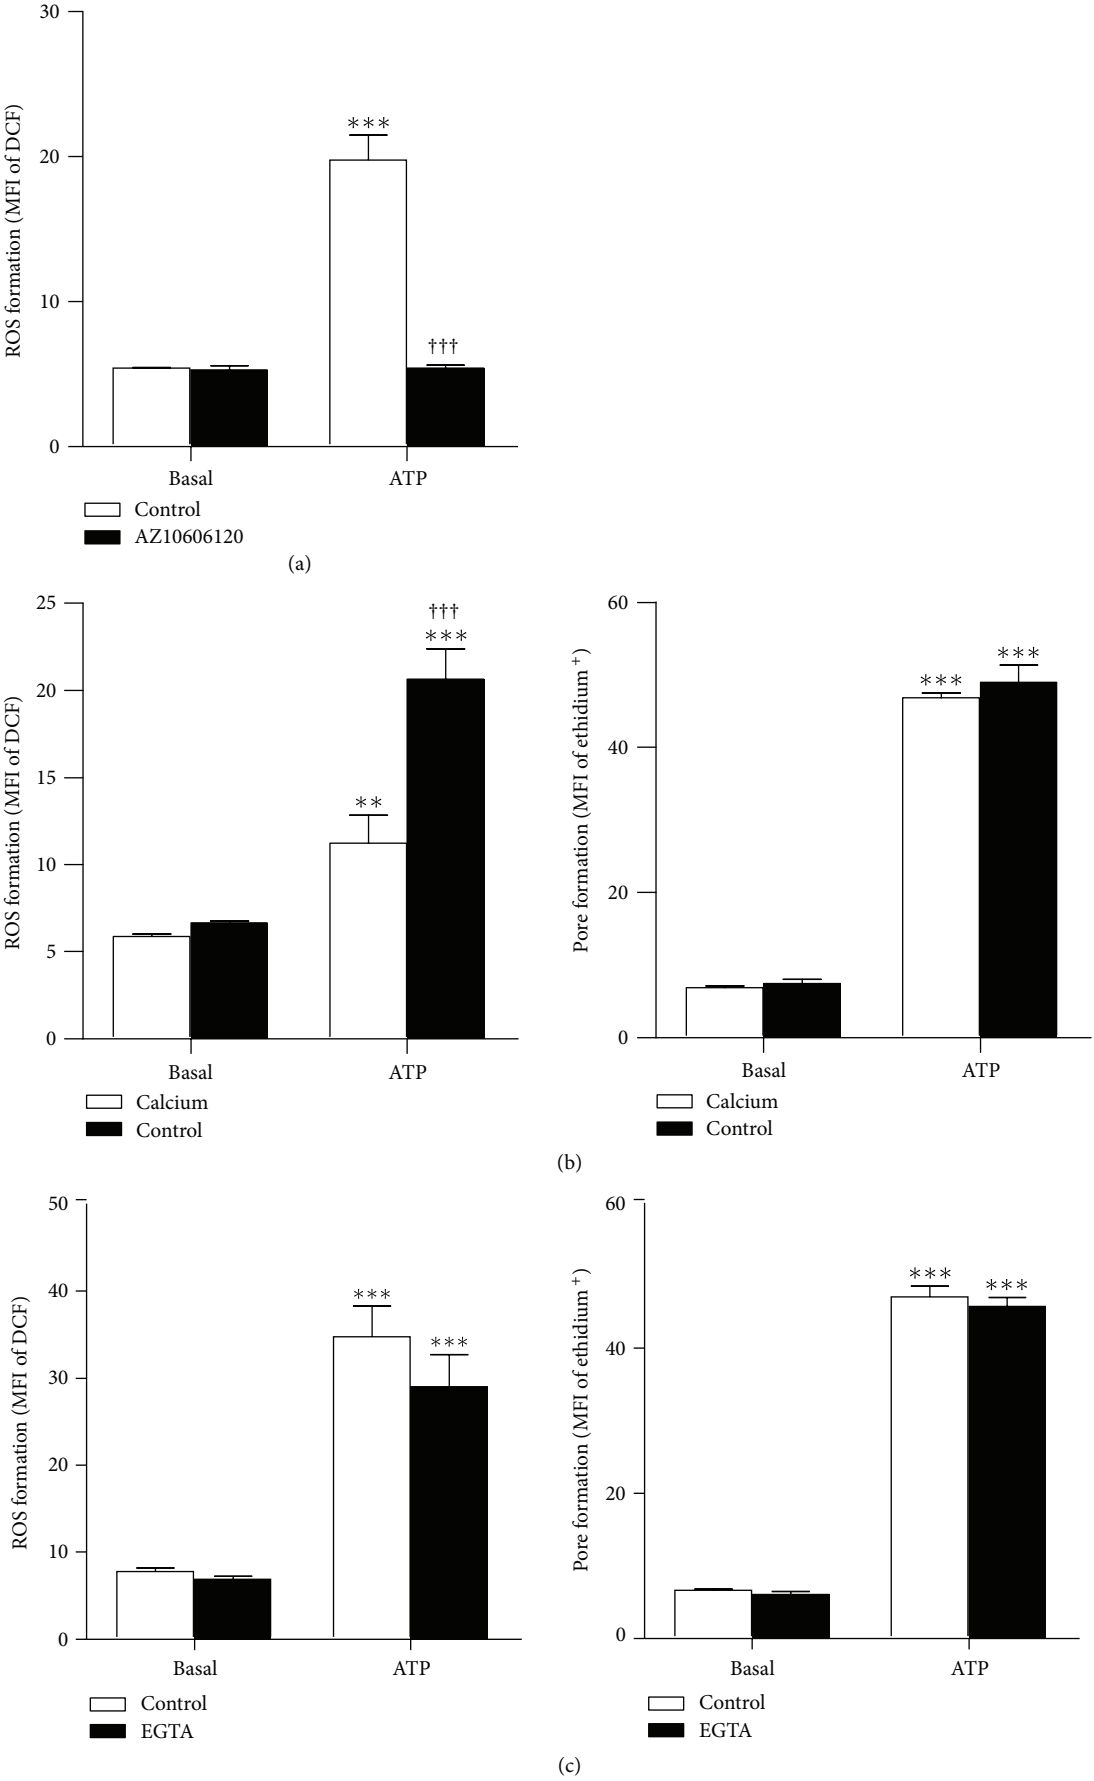 ROS formation (MFI of DCF)
30
20
10
0
***
†††
Basal
ATP
Control
AZ10606120
(a)
ROS formation (MFI of DCF)
25
20
15
10
5
0
**
†††
***
Basal
ATP
Calcium
Control
Pore formation (MFI of ethidium⁺)
60
40
20
0
***
***
Basal
ATP
Calcium
Control
(b)
ROS formation (MFI of DCF)
50
40
30
20
10
0
***
***
Basal
ATP
Control
EGTA
Pore formation (MFI of ethidium⁺)
60
40
20
0
***
***
Basal
ATP
Control
EGTA
(c)